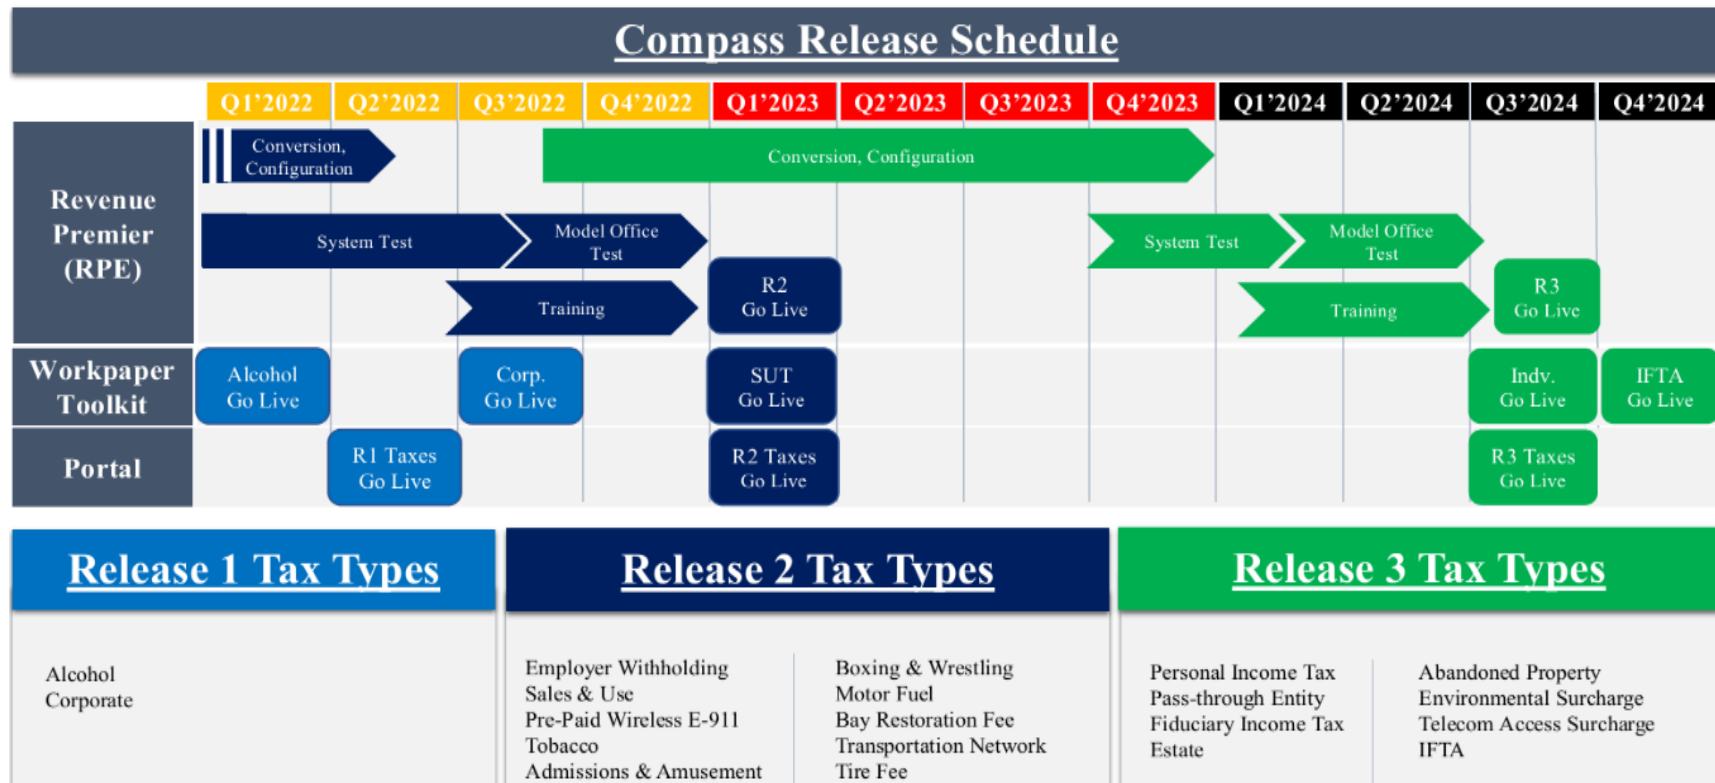 Compass Release Schedule
Q1’2022 Q2’2022 Q3’2022 Q4’2022 Q1’2023 Q2’2023 Q3’2023 Q4’2023 Q1’2024 Q2’2024 Q3’2024 Q4’2024
Revenue
Premier
(RPE)
Conversion,
Configuration
Conversion, Configuration
System Test
Model Office
Test
System Test
Model Office
Test
Training
R2
Go Live
Training
R3
Go Live
Workpaper
Toolkit
Alcohol
Go Live
Corp.
Go Live
SUT
Go Live
Indv.
Go Live
IFTA
Go Live
Portal
R1 Taxes
Go Live
R2 Taxes
Go Live
R3 Taxes
Go Live
Release 1 Tax Types
Alcohol
Corporate
Release 2 Tax Types
Employer Withholding
Sales & Use
Pre-Paid Wireless E-911
Tobacco
Admissions & Amusement
Boxing & Wrestling
Motor Fuel
Bay Restoration Fee
Transportation Network
Tire Fee
Release 3 Tax Types
Personal Income Tax
Pass-through Entity
Fiduciary Income Tax
Estate
Abandoned Property
Environmental Surcharge
Telecom Access Surcharge
IFTA